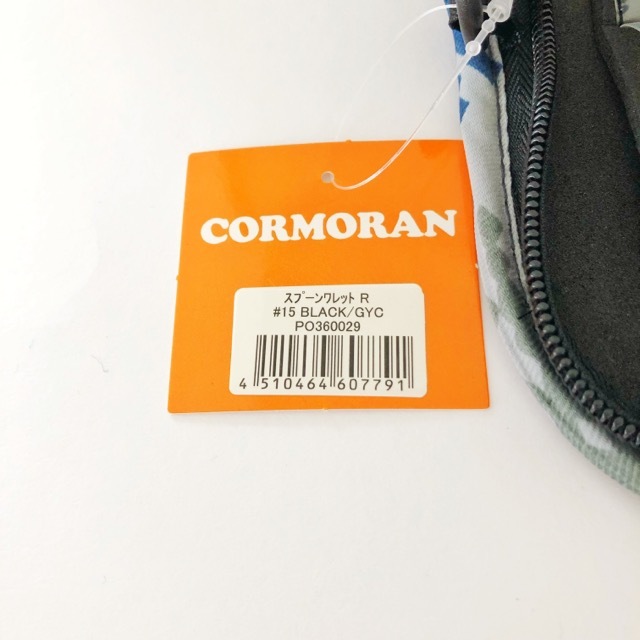 CORMORAN
ｽﾌﾟｰﾝﾜﾚｯﾄ R
#15 BLACK/GYC
PO360029
4 510464 607791